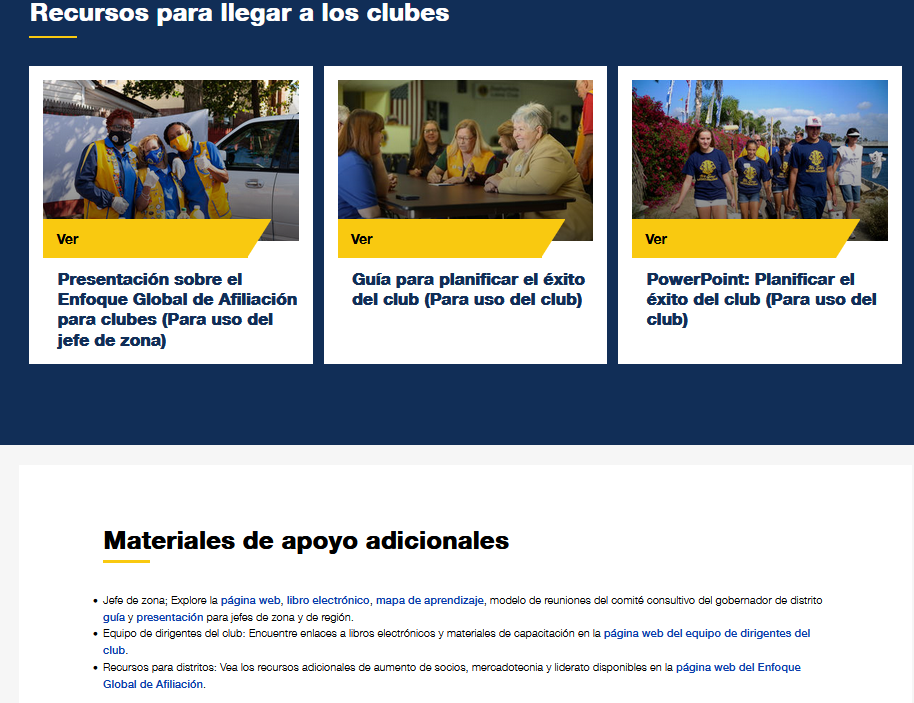 Recursos para llegar a los clubes
Ver
Presentación sobre el
Enfoque Global de Afiliación
para clubes (Para uso del
jefe de zona)
Ver
Guía para planificar el éxito
del club (Para uso del club)
Ver
PowerPoint: Planificar el
éxito del club (Para uso del
club)
Materiales de apoyo adicionales
• Jefe de zona; Explore la página web, libro electrónico, mapa de aprendizaje, modelo de reuniones del comité consultivo del gobernador de distrito
guía y presentación para jefes de zona y de región.
• Equipo de dirigentes del club: Encuentre enlaces a libros electrónicos y materiales de capacitación en la página web del equipo de dirigentes del
club.
• Recursos para distritos: Vea los recursos adicionales de aumento de socios, mercadotecnia y liderato disponibles en la página web del Enfoque
Global de Afiliación.